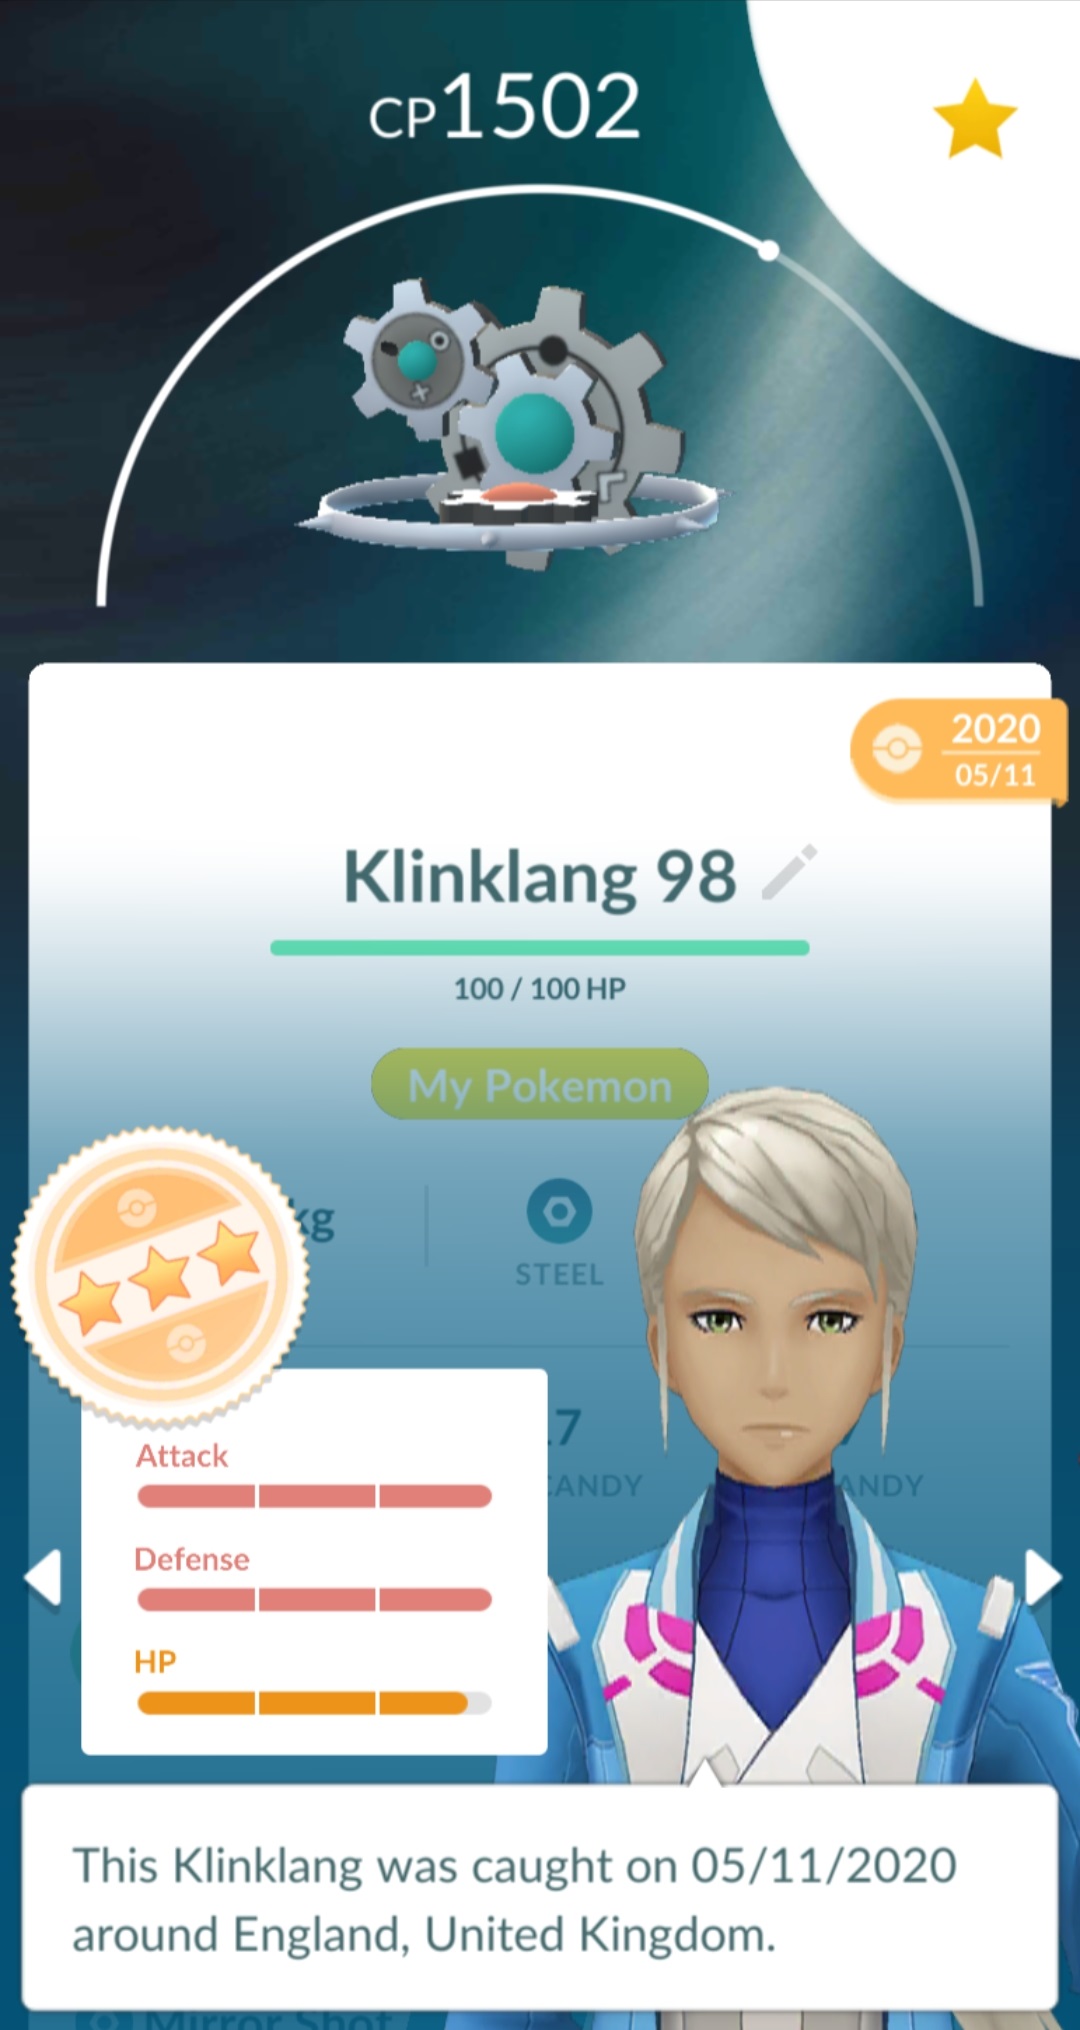 CP1502
2020
05/11
Klinklang 98
100 / 100 HP
My Pokemon
kg
STEEL
7
CANDY
ANDY
Attack
Defense
HP
This Klinklang was caught on 05/11/2020
around England, United Kingdom.
Mirror Shot